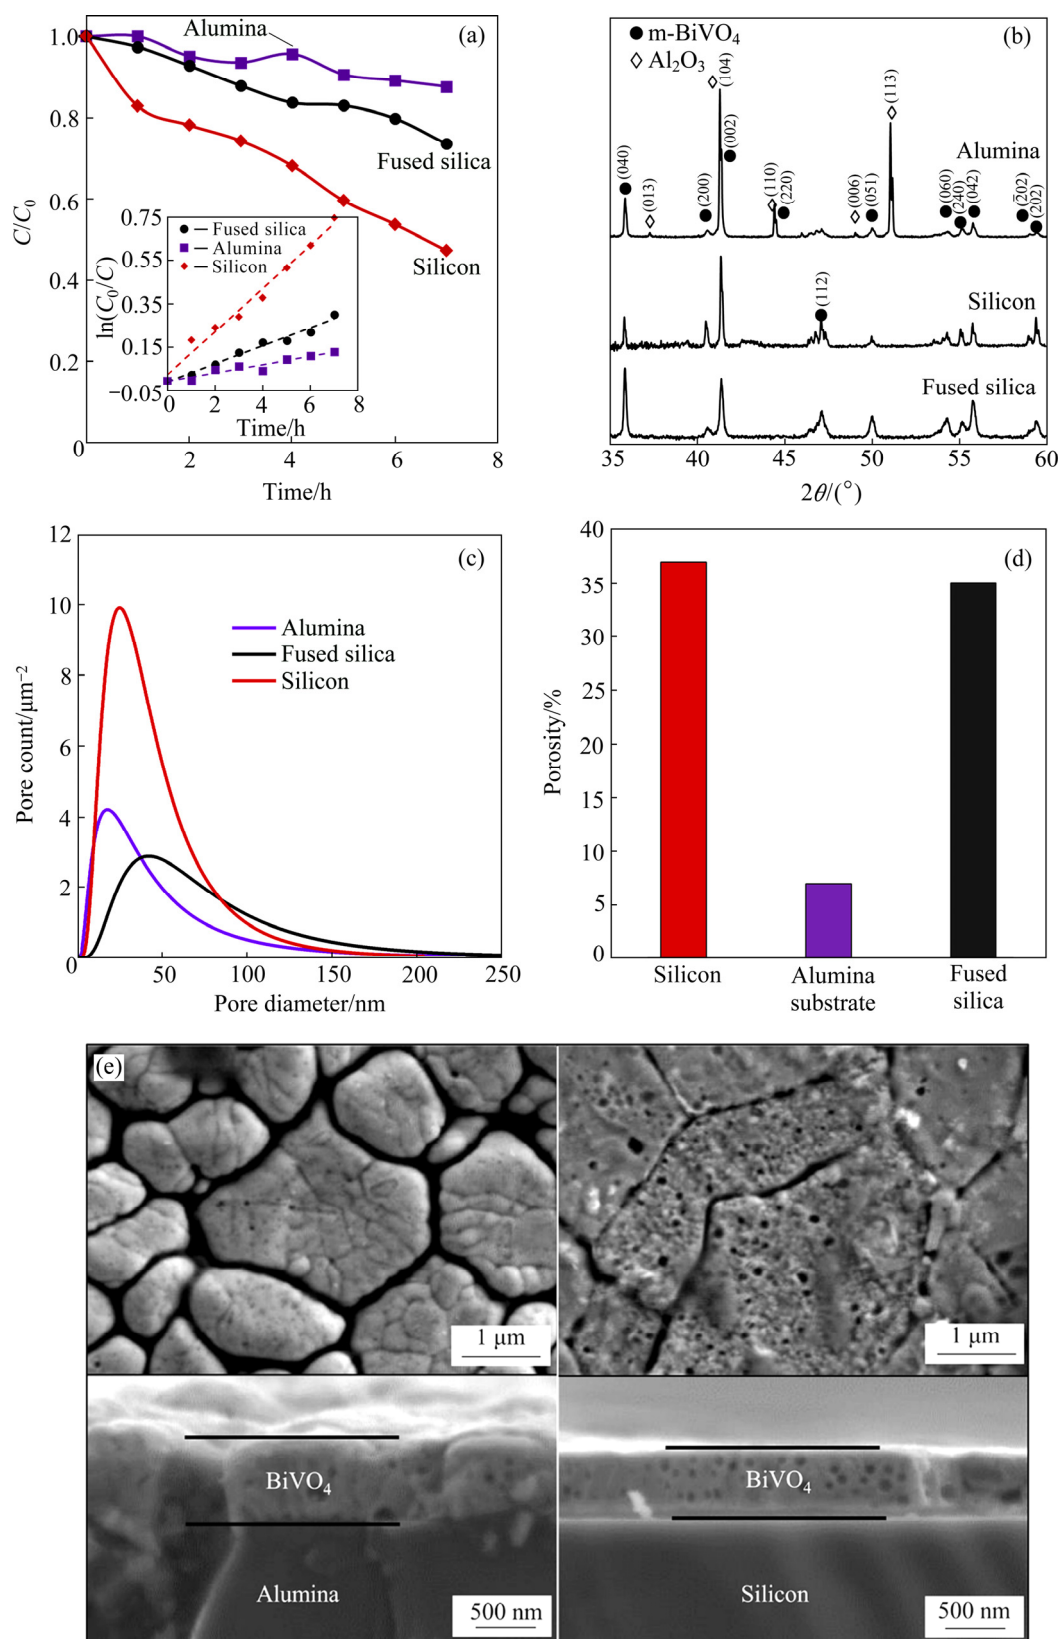 (a)
C/C₀
1.0
0.8
0.6
0.4
0.2
0
Alumina
Fused silica
Silicon
2
4
6
8
Time/h
ln(C₀/C)
0.75
0.55
0.35
0.15
−0.05
Fused silica
Alumina
Silicon
0
2
4
6
8
Time/h
(b)
m-BiVO₄
Al₂O₃
(040)
(013)
(200)
(104)
(002)
(110)
(220)
(006)
(051)
(113)
(060)
(240)
(042)
(2̅02)
(202)
Alumina
(112)
Silicon
Fused silica
35
40
45
50
55
60
2θ/(°)
(c)
Pore count/μm⁻²
12
10
8
6
4
2
0
Alumina
Fused silica
Silicon
50
100
150
200
250
Pore diameter/nm
(d)
Porosity/%
40
35
30
25
20
15
10
5
0
Silicon
Alumina
substrate
Fused
silica
(e)
1 μm
1 μm
BiVO₄
Alumina
500 nm
BiVO₄
Silicon
500 nm